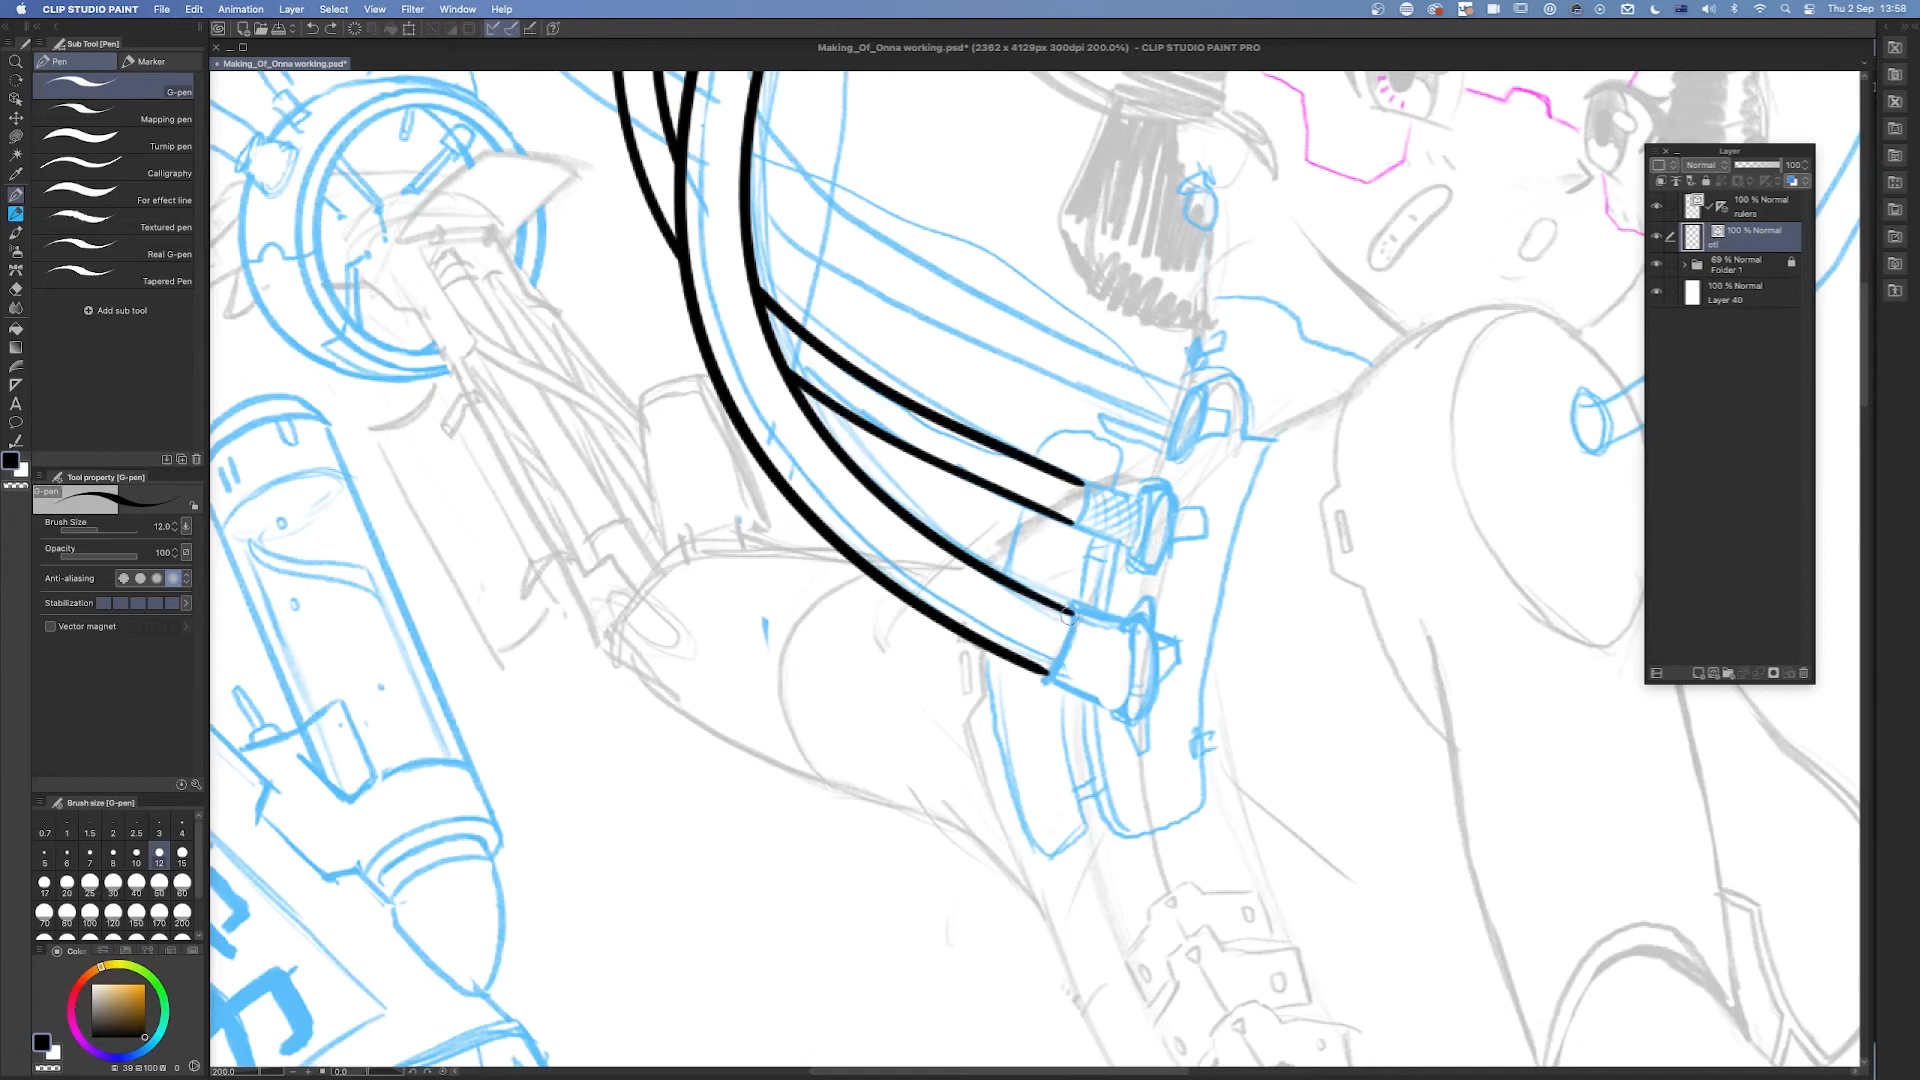 CLIP STUDIO PAINT File Edit Animation Layer Select View Filter Window Help Thu 2 Sep 13:58
Making_Of_Onna working.psd* (2362 x 4129px 300dpi 200.0%) - CLIP STUDIO PAINT PRO
Sub Tool [Pen]
Making_Of_Onna working.psd*
Pen
Marker
G-pen
Mapping pen
Turnip pen
Calligraphy
For effect line
Textured pen
Real G-pen
Tapered Pen
Add sub tool
Tool property [G-pen]
G-pen
Brush Size 12.0
Opacity 100
Anti-aliasing
Stabilization
Vector magnet
Brush size [G-pen]
0.7 1 1.5 2 2.5 3 4
5 6 7 8 10 12 15
17 20 25 30 40 50 60
70 80 100 120 150 170 200
Color
39 100 0
200.0 0.0
Layer
Normal 100
100 % Normal
rulers
100 % Normal
69 % Normal
Folder 1
100 % Normal
Layer 40